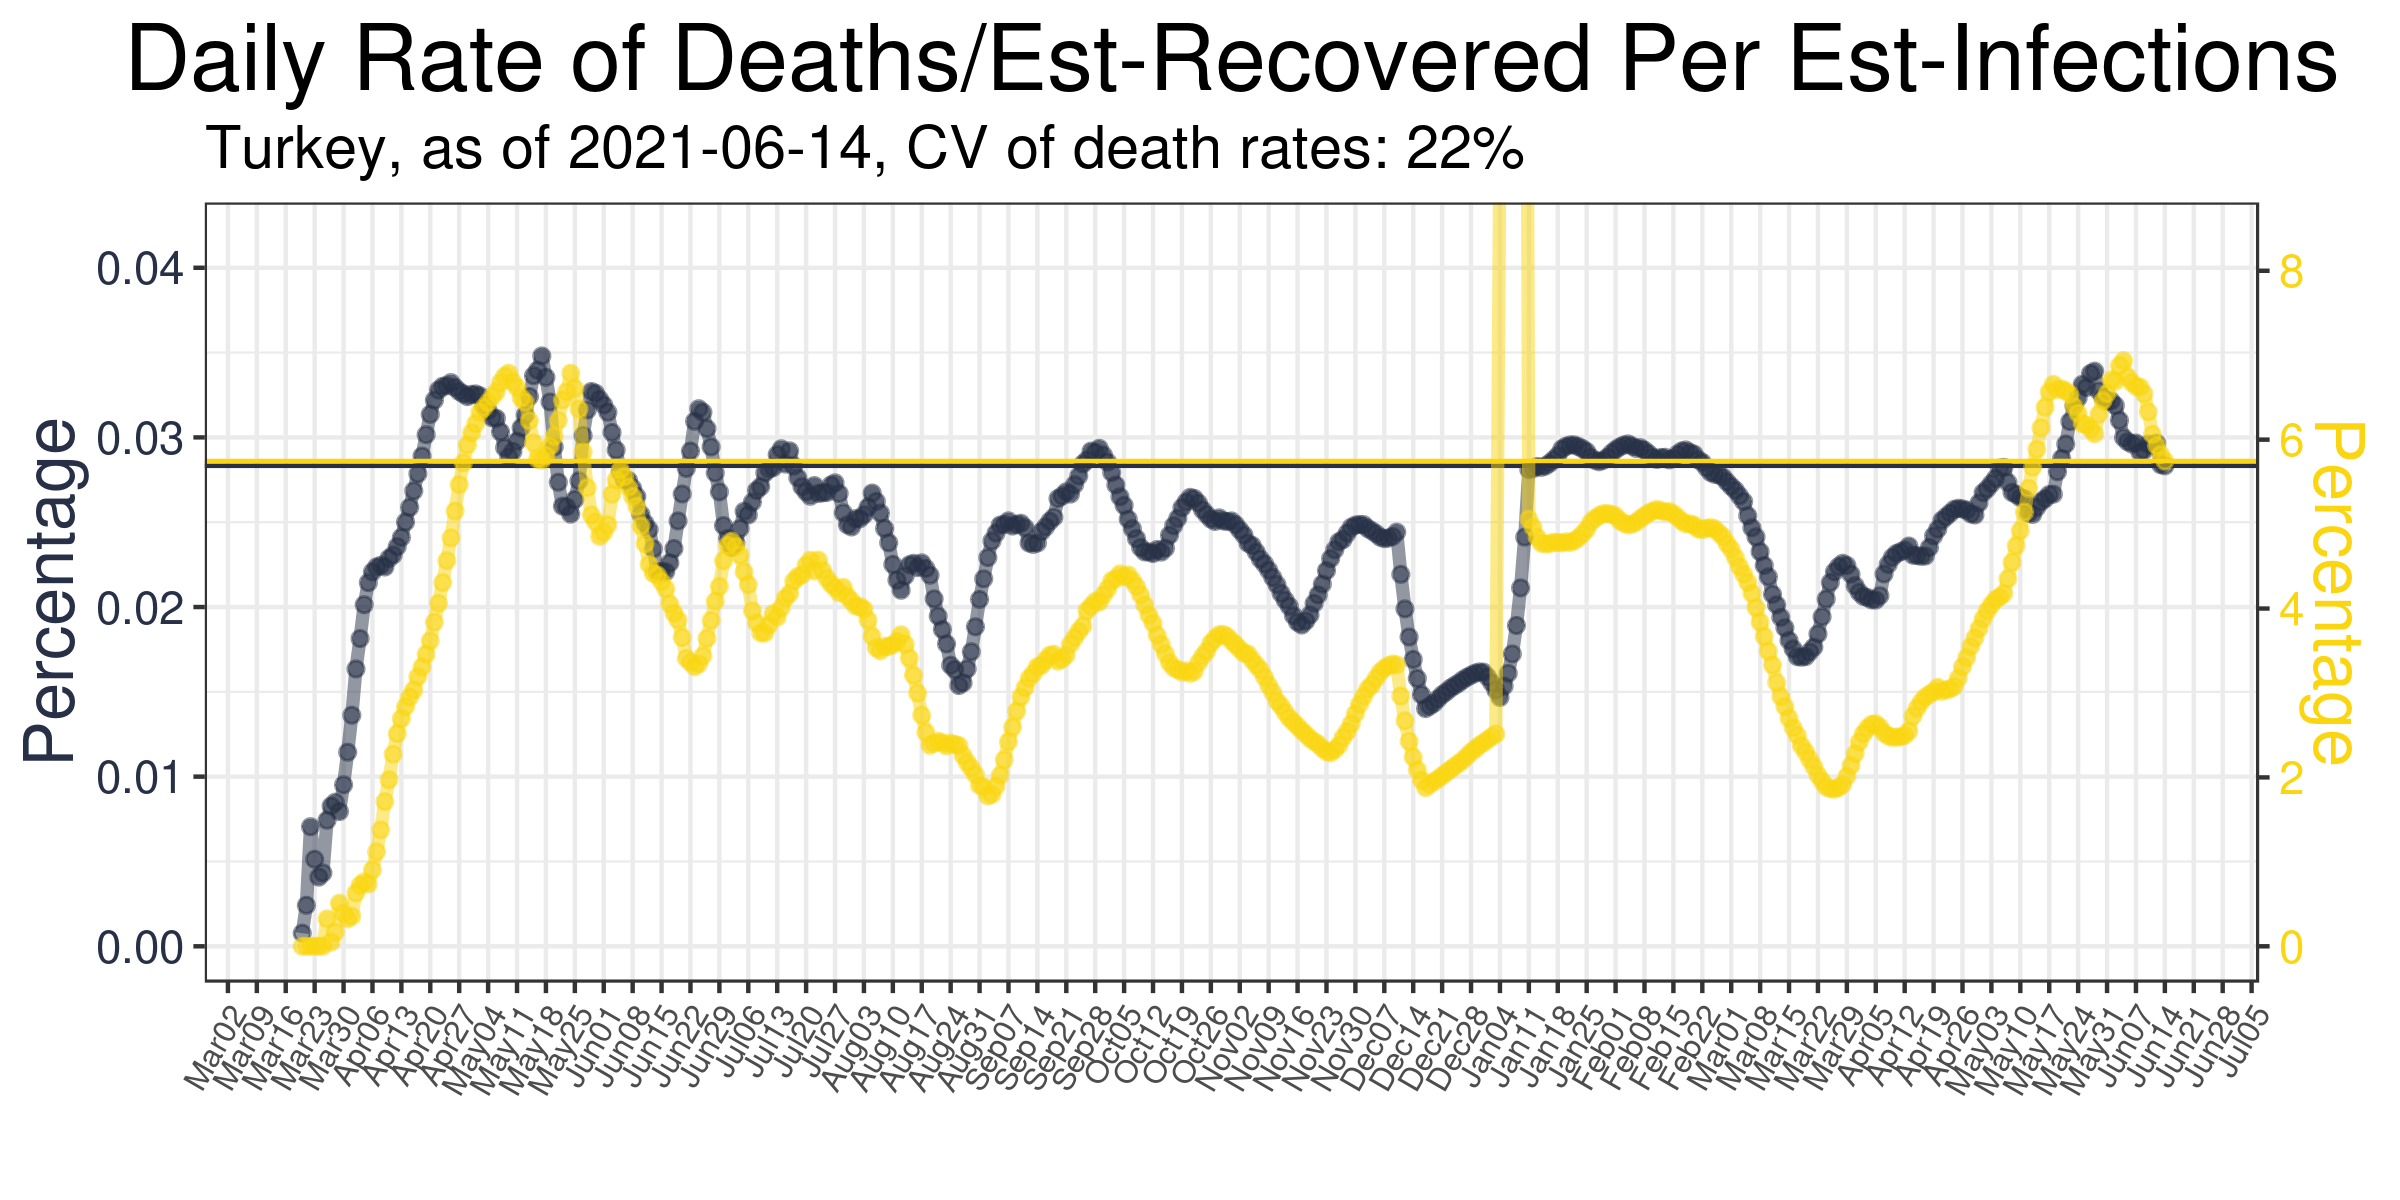 Daily Rate of Deaths/Est-Recovered Per Est-Infections
Turkey, as of 2021-06-14, CV of death rates: 22%
Percentage
0.04
0.03
0.02
0.01
0.00
8
6
4
2
0
Percentage
Mar02
Mar09
Mar16
Mar23
Mar30
Apr06
Apr13
Apr20
Apr27
May04
May11
May18
May25
Jun01
Jun08
Jun15
Jun22
Jun29
Jul06
Jul13
Jul20
Jul27
Aug03
Aug10
Aug17
Aug24
Aug31
Sep07
Sep14
Sep21
Sep28
Oct05
Oct12
Oct19
Oct26
Nov02
Nov09
Nov16
Nov23
Nov30
Dec07
Dec14
Dec21
Dec28
Jan04
Jan11
Jan18
Jan25
Feb01
Feb08
Feb15
Feb22
Mar01
Mar08
Mar15
Mar22
Mar29
Apr05
Apr12
Apr19
Apr26
May03
May10
May17
May24
May31
Jun07
Jun14
Jun21
Jun28
Jul05